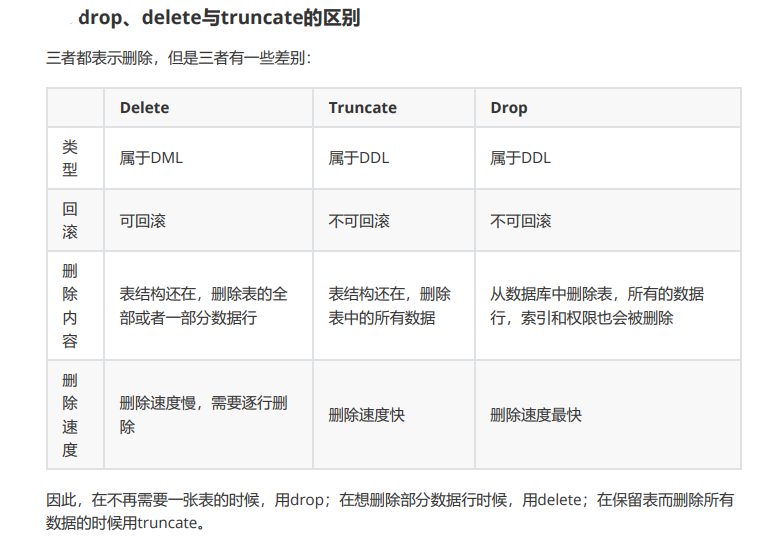 drop、delete与truncate的区别
三者都表示删除，但是三者有一些差别：
Delete Truncate Drop
类型 属于DML 属于DDL 属于DDL
回滚 可回滚 不可回滚 不可回滚
删除内容 表结构还在，删除表的全部或者一部分数据行 表结构还在，删除表中的所有数据 从数据库中删除表，所有的数据行，索引和权限也会被删除
删除速度 删除速度慢，需要逐行删除 删除速度快 删除速度最快
因此，在不再需要一张表的时候，用drop；在想删除部分数据行时候，用delete；在保留表而删除所有
数据的时候用truncate。